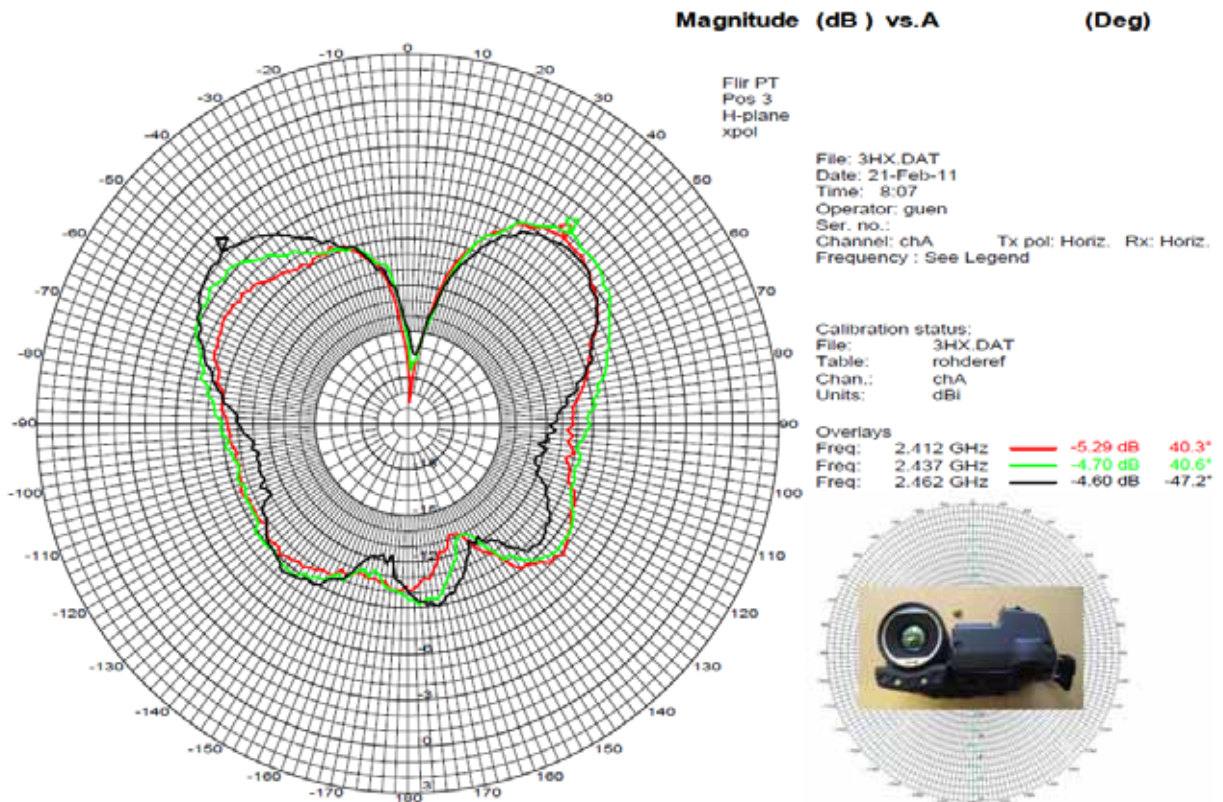 Magnitude (dB ) vs.A (Deg)
Flir PT
Pos 3
H-plane
xpol
File: 3HX.DAT
Date: 21-Feb-11
Time: 8:07
Operator: guen
Ser. no.:
Channel: chA Tx pol: Horiz. Rx: Horiz.
Frequency : See Legend
Calibration status:
File: 3HX.DAT
Table: rohderef
Chan.: chA
Units: dBi
Overlays
Freq: 2.412 GHz -5.29 dB 40.3°
Freq: 2.437 GHz -4.70 dB 40.6°
Freq: 2.462 GHz -4.60 dB -47.2°
0
-10 10
-20 20
-30 30
-40 40
-50 50
-60 60
-70 70
-80 80
-90 90
-100 100
-110 110
-120 120
-130 130
-140 140
-150 150
-160 160
-170 170
180
-18
-15
-12
-6
-3
0
3